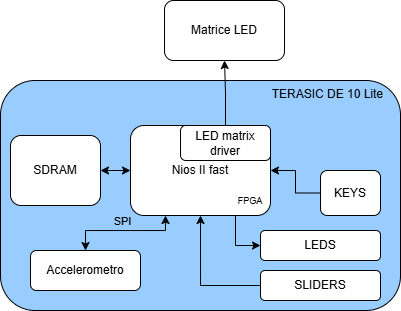 Matrice LED
TERASIC DE 10 Lite
LED matrix
driver
SDRAM
Nios II fast
KEYS
FPGA
SPI
LEDS
Accelerometro
SLIDERS